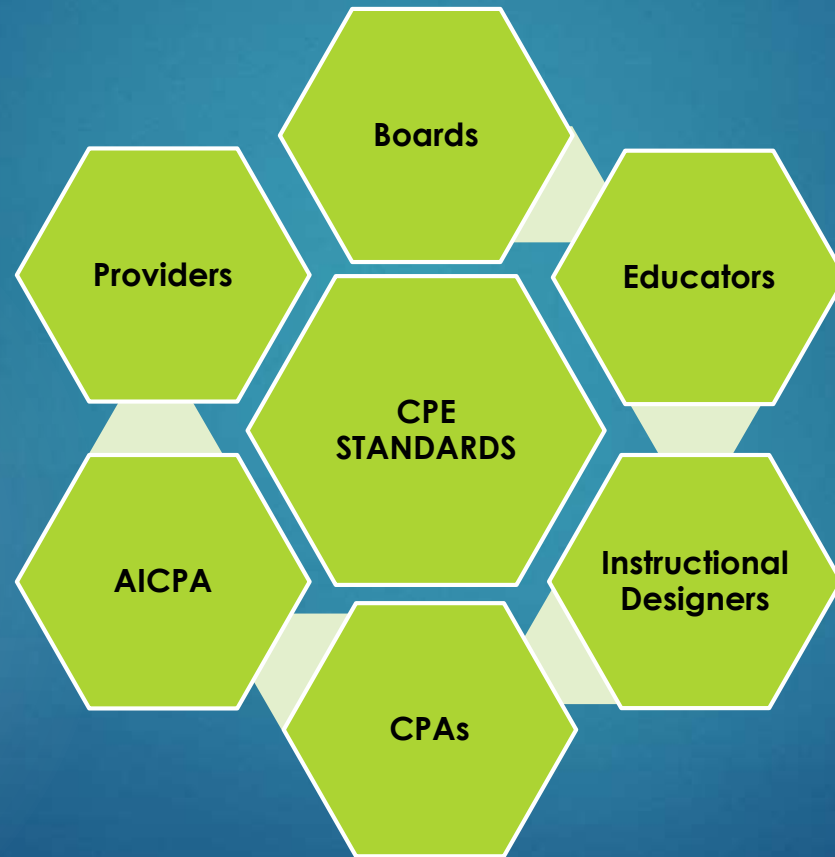 Boards
Providers
Educators
CPE
STANDARDS
AICPA
Instructional
Designers
CPAs